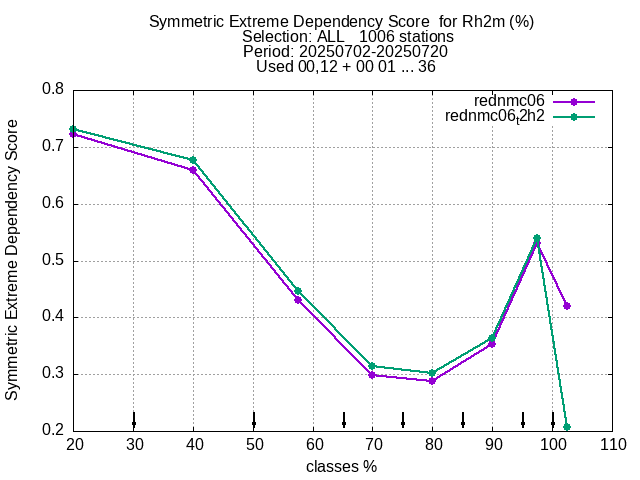 Symmetric Extreme Dependency Score for Rh2m (%)
Selection: ALL 1006 stations
Period: 20250702-20250720
Used 00,12 + 00 01 ... 36
rednmc06
rednmc06ₜ2h2
Symmetric Extreme Dependency Score
0.8
0.7
0.6
0.5
0.4
0.3
0.2
20 30 40 50 60 70 80 90 100 110
classes %